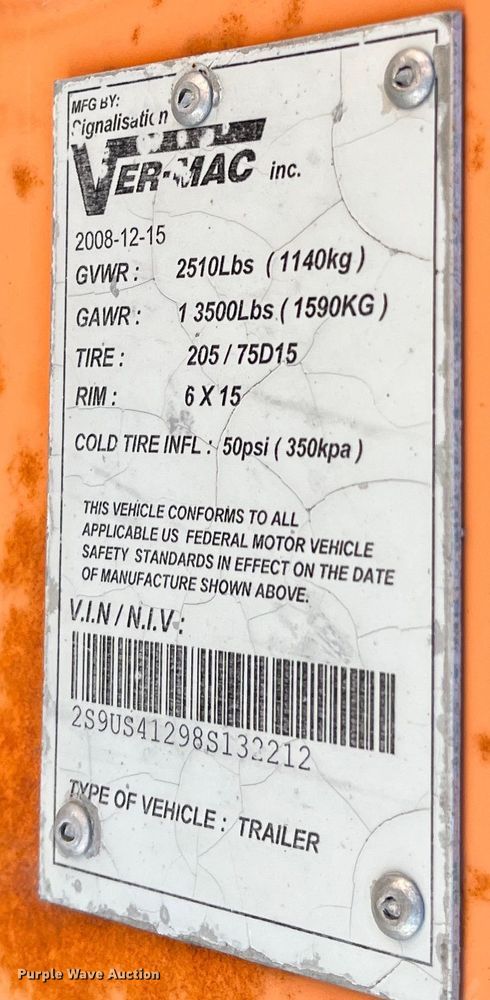 MFG BY:
Signalisation
VER-MAC inc.
2008-12-15
GVWR : 2510Lbs ( 1140kg )
GAWR : 1 3500Lbs ( 1590KG )
TIRE : 205 / 75D15
RIM : 6 X 15
COLD TIRE INFL : 50psi ( 350kpa )
THIS VEHICLE CONFORMS TO ALL
APPLICABLE US FEDERAL MOTOR VEHICLE
SAFETY STANDARDS IN EFFECT ON THE DATE
OF MANUFACTURE SHOWN ABOVE.
V.I.N / N.I.V :
2S9US41298S132212
TYPE OF VEHICLE : TRAILER
Purple Wave Auction